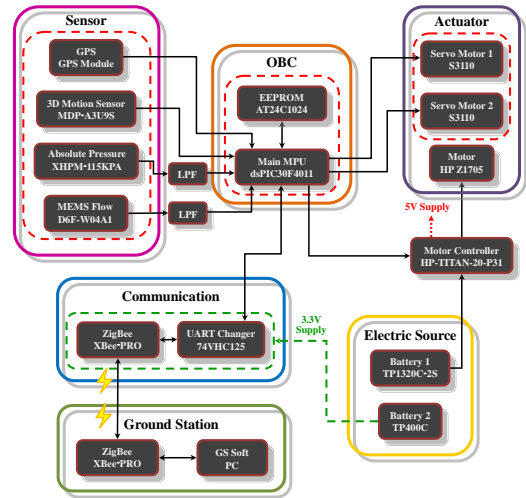 Sensor
GPS
GPS Module
3D Motion Sensor
MDP•A3U9S
Absolute Pressure
XHPM•115KPA
MEMS Flow
D6F-W04A1
LPF
LPF
OBC
EEPROM
AT24C1024
Main MPU
dsPIC30F4011
Actuator
Servo Motor 1
S3110
Servo Motor 2
S3110
Motor
HP Z1705
5V Supply
Motor Controller
HP-TITAN-20-P31
Communication
ZigBee
XBee•PRO
UART Changer
74VHC125
3.3V
Supply
Electric Source
Battery 1
TP1320C•2S
Battery 2
TP400C
Ground Station
ZigBee
XBee•PRO
GS Soft
PC